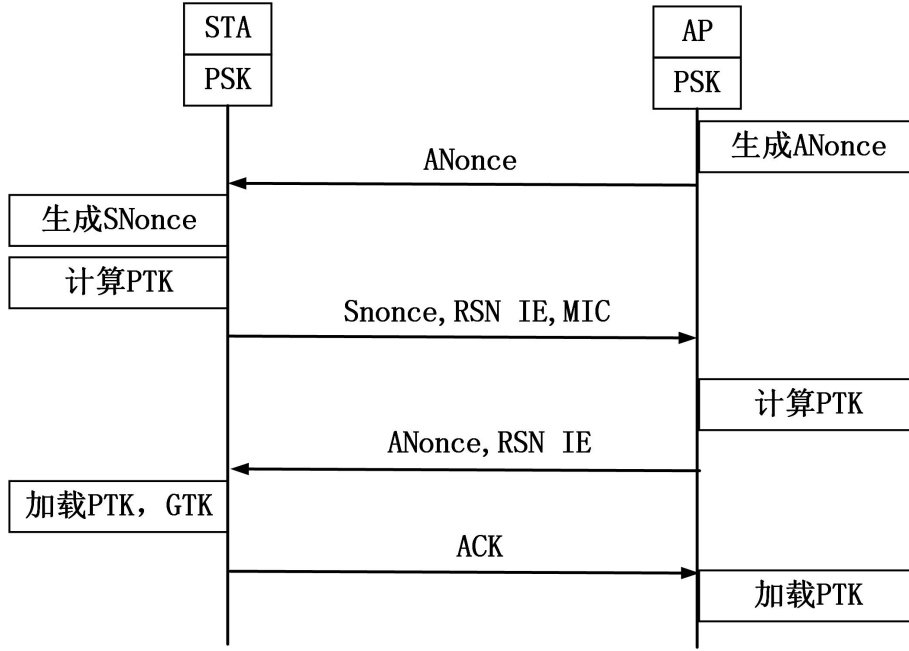 STA
PSK
AP
PSK
生成ANonce
ANonce
生成SNonce
计算PTK
Snonce,RSN IE,MIC
计算PTK
ANonce,RSN IE
加载PTK，GTK
ACK
加载PTK